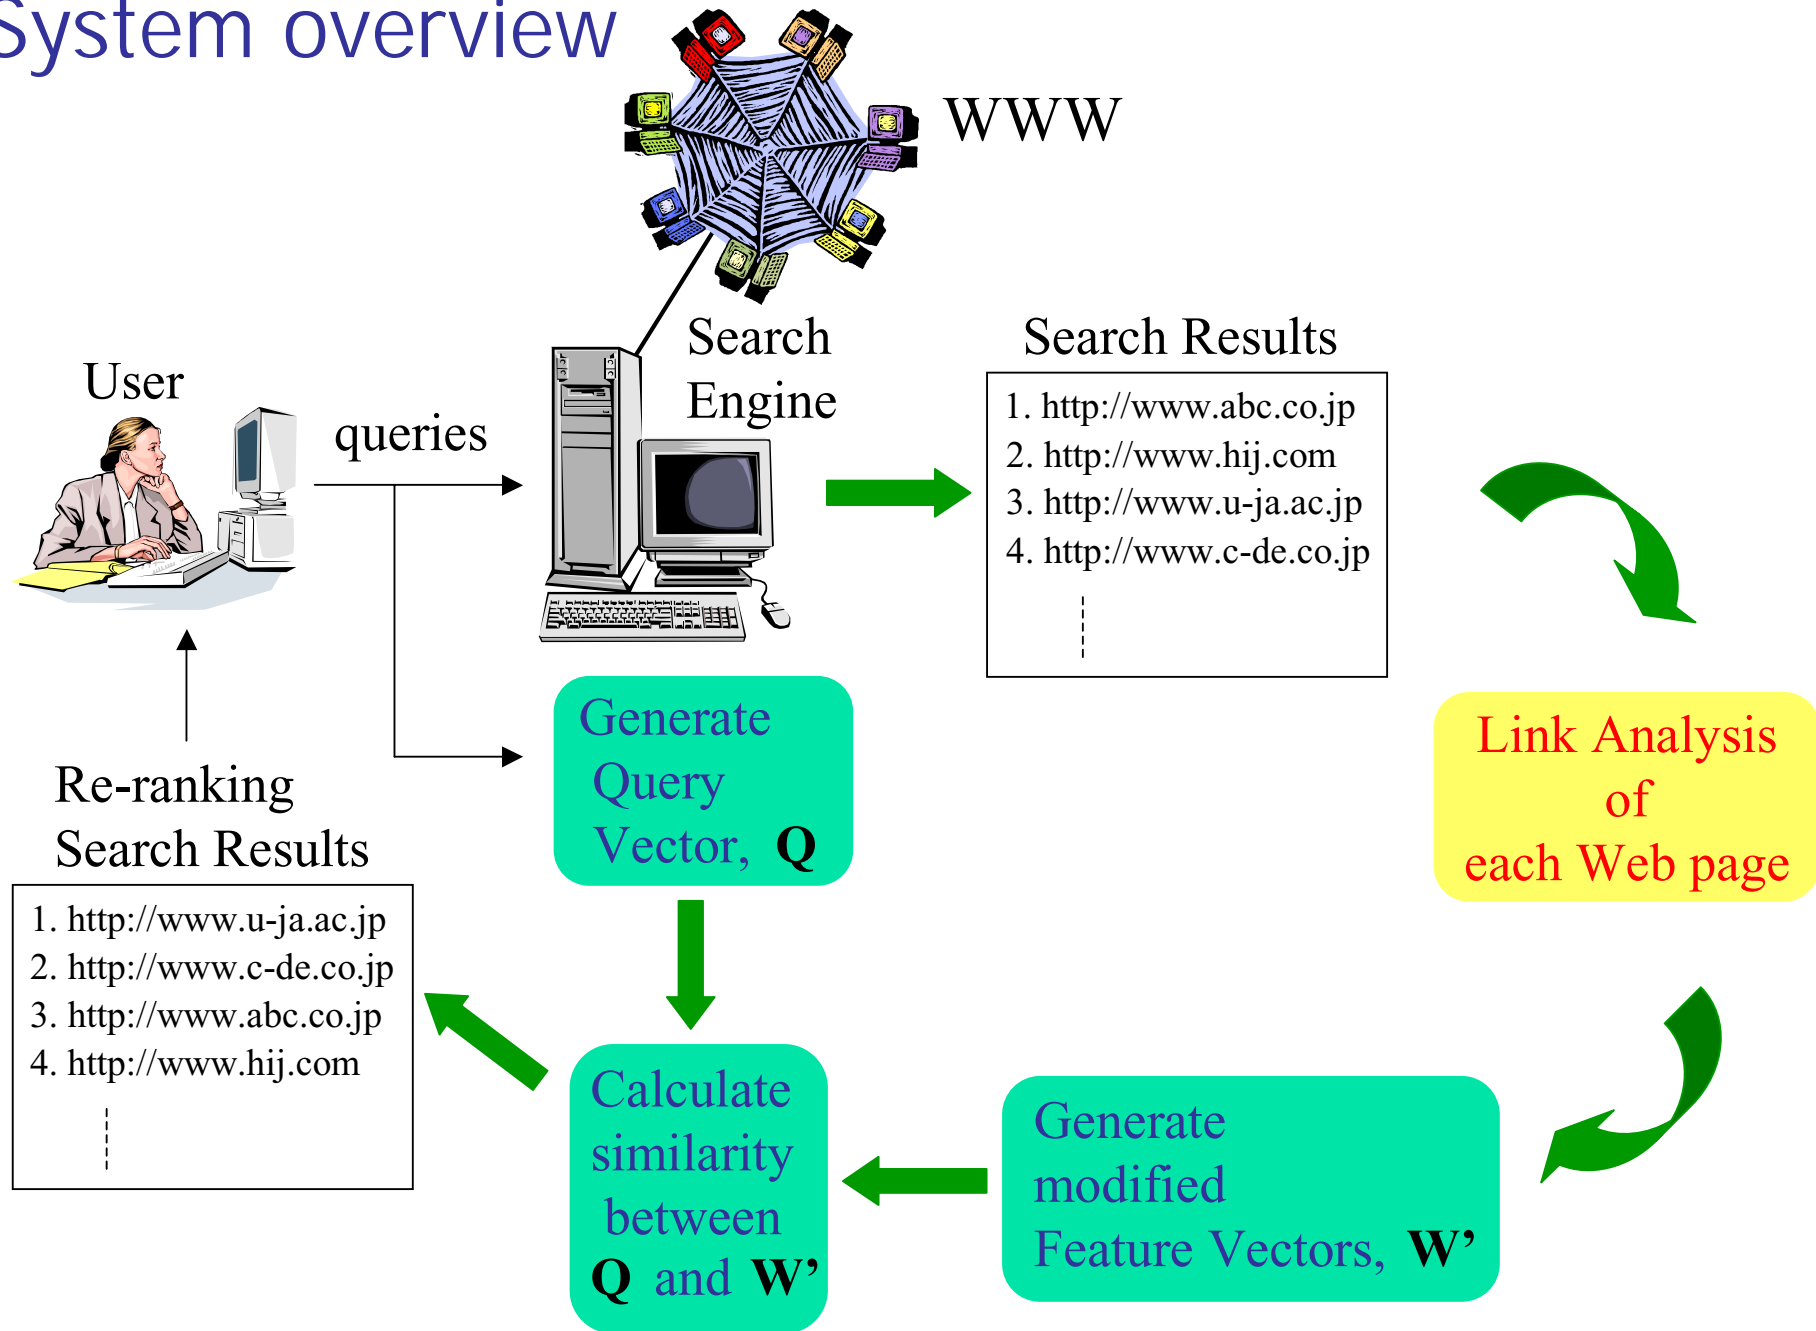 System overview
WWW
Search
Engine
Search Results
1. http://www.abc.co.jp
2. http://www.hij.com
3. http://www.u-ja.ac.jp
4. http://www.c-de.co.jp
User
queries
Generate
Query
Vector, Q
Link Analysis
of
each Web page
Re-ranking
Search Results
1. http://www.u-ja.ac.jp
2. http://www.c-de.co.jp
3. http://www.abc.co.jp
4. http://www.hij.com
Calculate
similarity
between
Q and W’
Generate
modified
Feature Vectors, W’